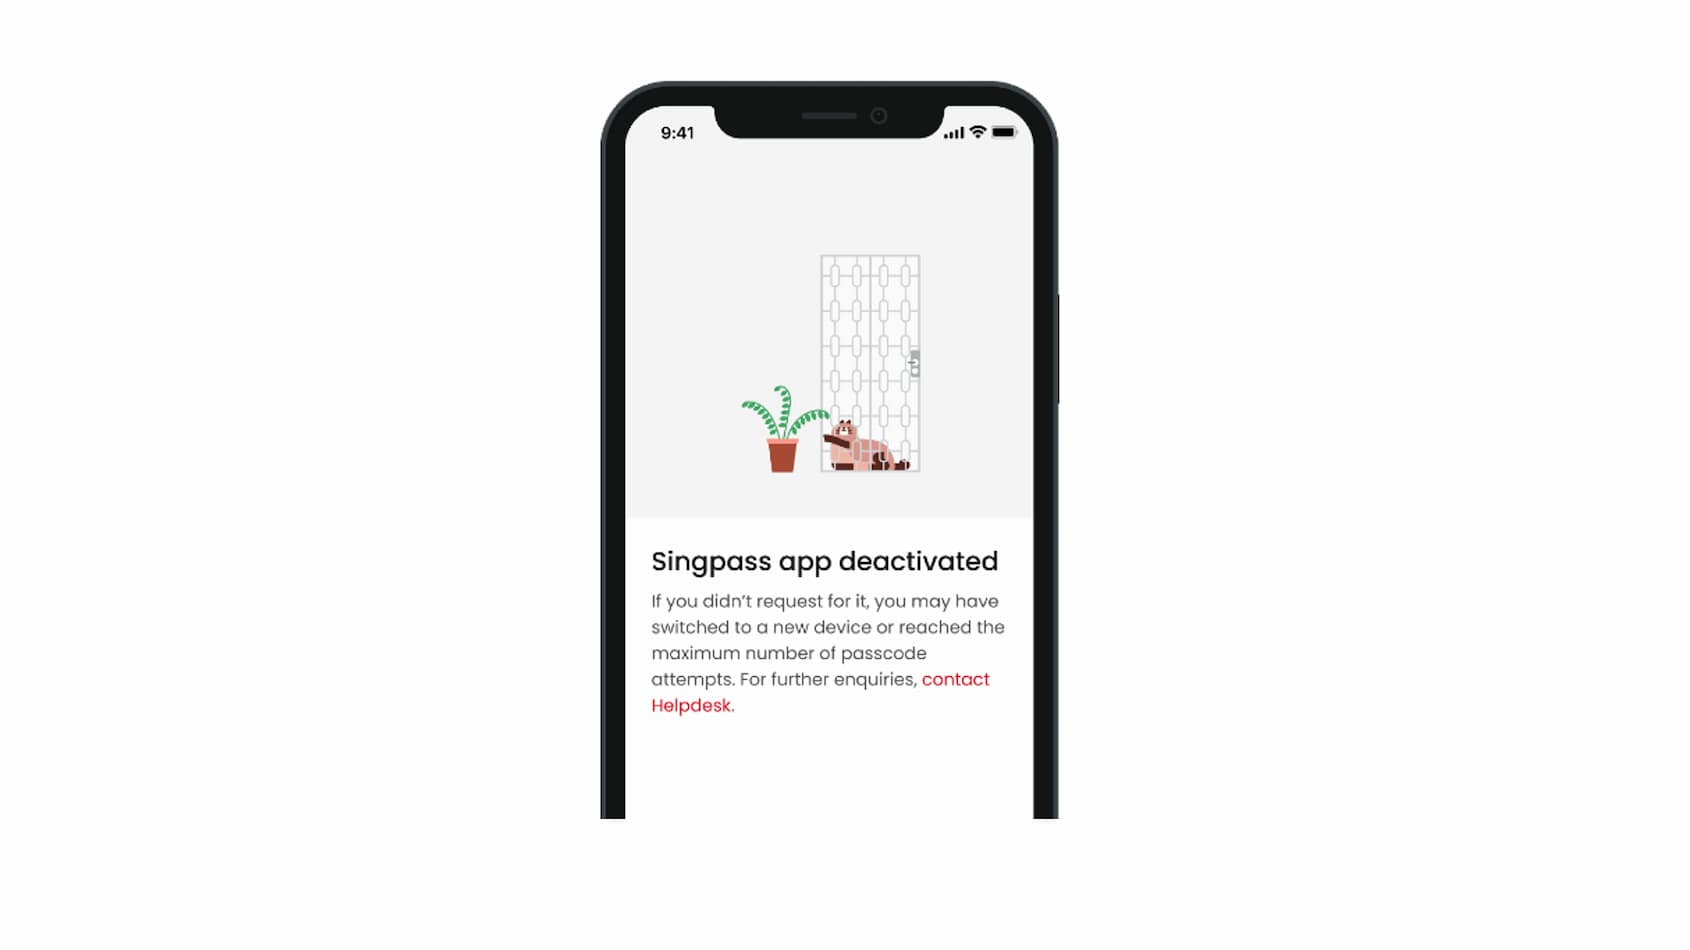 9:41
Singpass app deactivated
If you didn't request for it, you may have
switched to a new device or reached the
maximum number of passcode
attempts. For further enquiries, contact
Helpdesk.